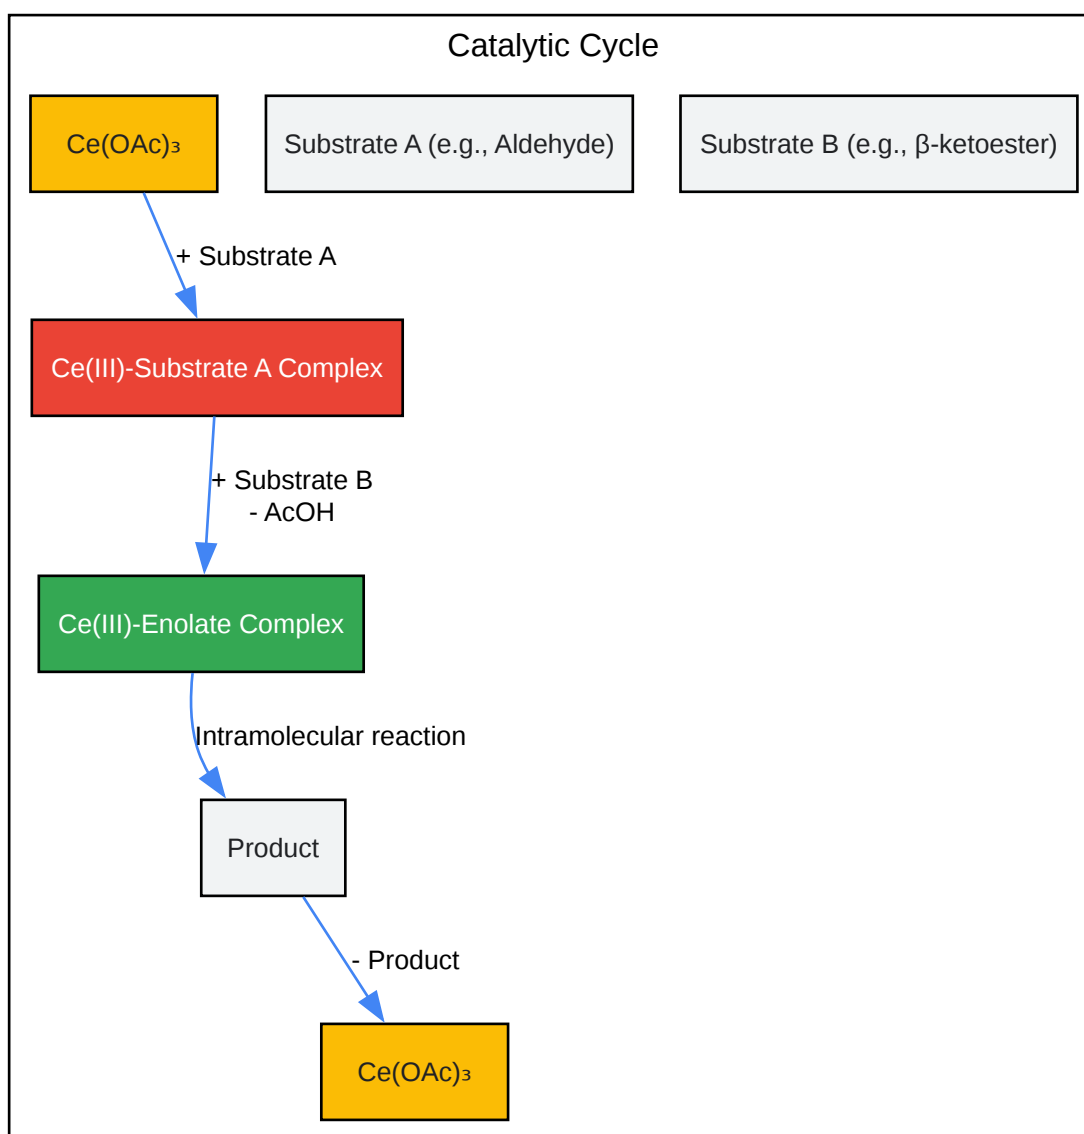 Catalytic Cycle
Ce(OAc)₃
Substrate A (e.g., Aldehyde)
Substrate B (e.g., β-ketoester)
+ Substrate A
Ce(III)-Substrate A Complex
+ Substrate B
- AcOH
Ce(III)-Enolate Complex
Intramolecular reaction
Product
- Product
Ce(OAc)₃